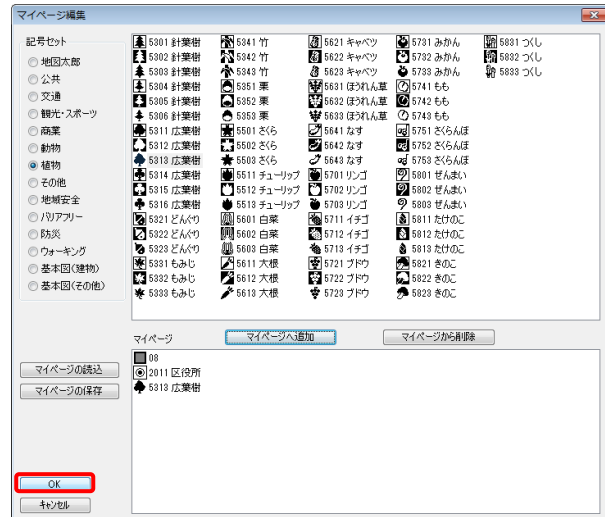 マイページ編集
記号セット
地図太郎
公共
交通
観光・スポーツ
商業
動物
植物
その他
地域安全
バリアフリー
防災
ウォーキング
基本図(建物)
基本図(その他)
5301 針葉樹
5302 針葉樹
5303 針葉樹
5304 針葉樹
5305 針葉樹
5306 針葉樹
5311 広葉樹
5312 広葉樹
5313 広葉樹
5314 広葉樹
5315 広葉樹
5316 広葉樹
5321 どんぐり
5322 どんぐり
5323 どんぐり
5331 もみじ
5332 もみじ
5333 もみじ
5341 竹
5342 竹
5343 竹
5351 栗
5352 栗
5353 栗
5501 さくら
5502 さくら
5503 さくら
5511 チューリップ
5512 チューリップ
5513 チューリップ
5601 白菜
5602 白菜
5603 白菜
5611 大根
5612 大根
5613 大根
5621 キャベツ
5622 キャベツ
5623 キャベツ
5631 ほうれん草
5632 ほうれん草
5633 ほうれん草
5641 なす
5642 なす
5643 なす
5701 リンゴ
5702 リンゴ
5703 リンゴ
5711 イチゴ
5712 イチゴ
5713 イチゴ
5721 ブドウ
5722 ブドウ
5723 ブドウ
5731 みかん
5732 みかん
5733 みかん
5741 もも
5742 もも
5743 もも
5751 さくらんぼ
5752 さくらんぼ
5753 さくらんぼ
5801 ぜんまい
5802 ぜんまい
5803 ぜんまい
5811 たけのこ
5812 たけのこ
5813 たけのこ
5821 きのこ
5822 きのこ
5823 きのこ
5831 つくし
5832 つくし
5833 つくし
マイページ
マイページへ追加
マイページから削除
08
2011 区役所
5313 広葉樹
マイページの読込
マイページの保存
OK
キャンセル